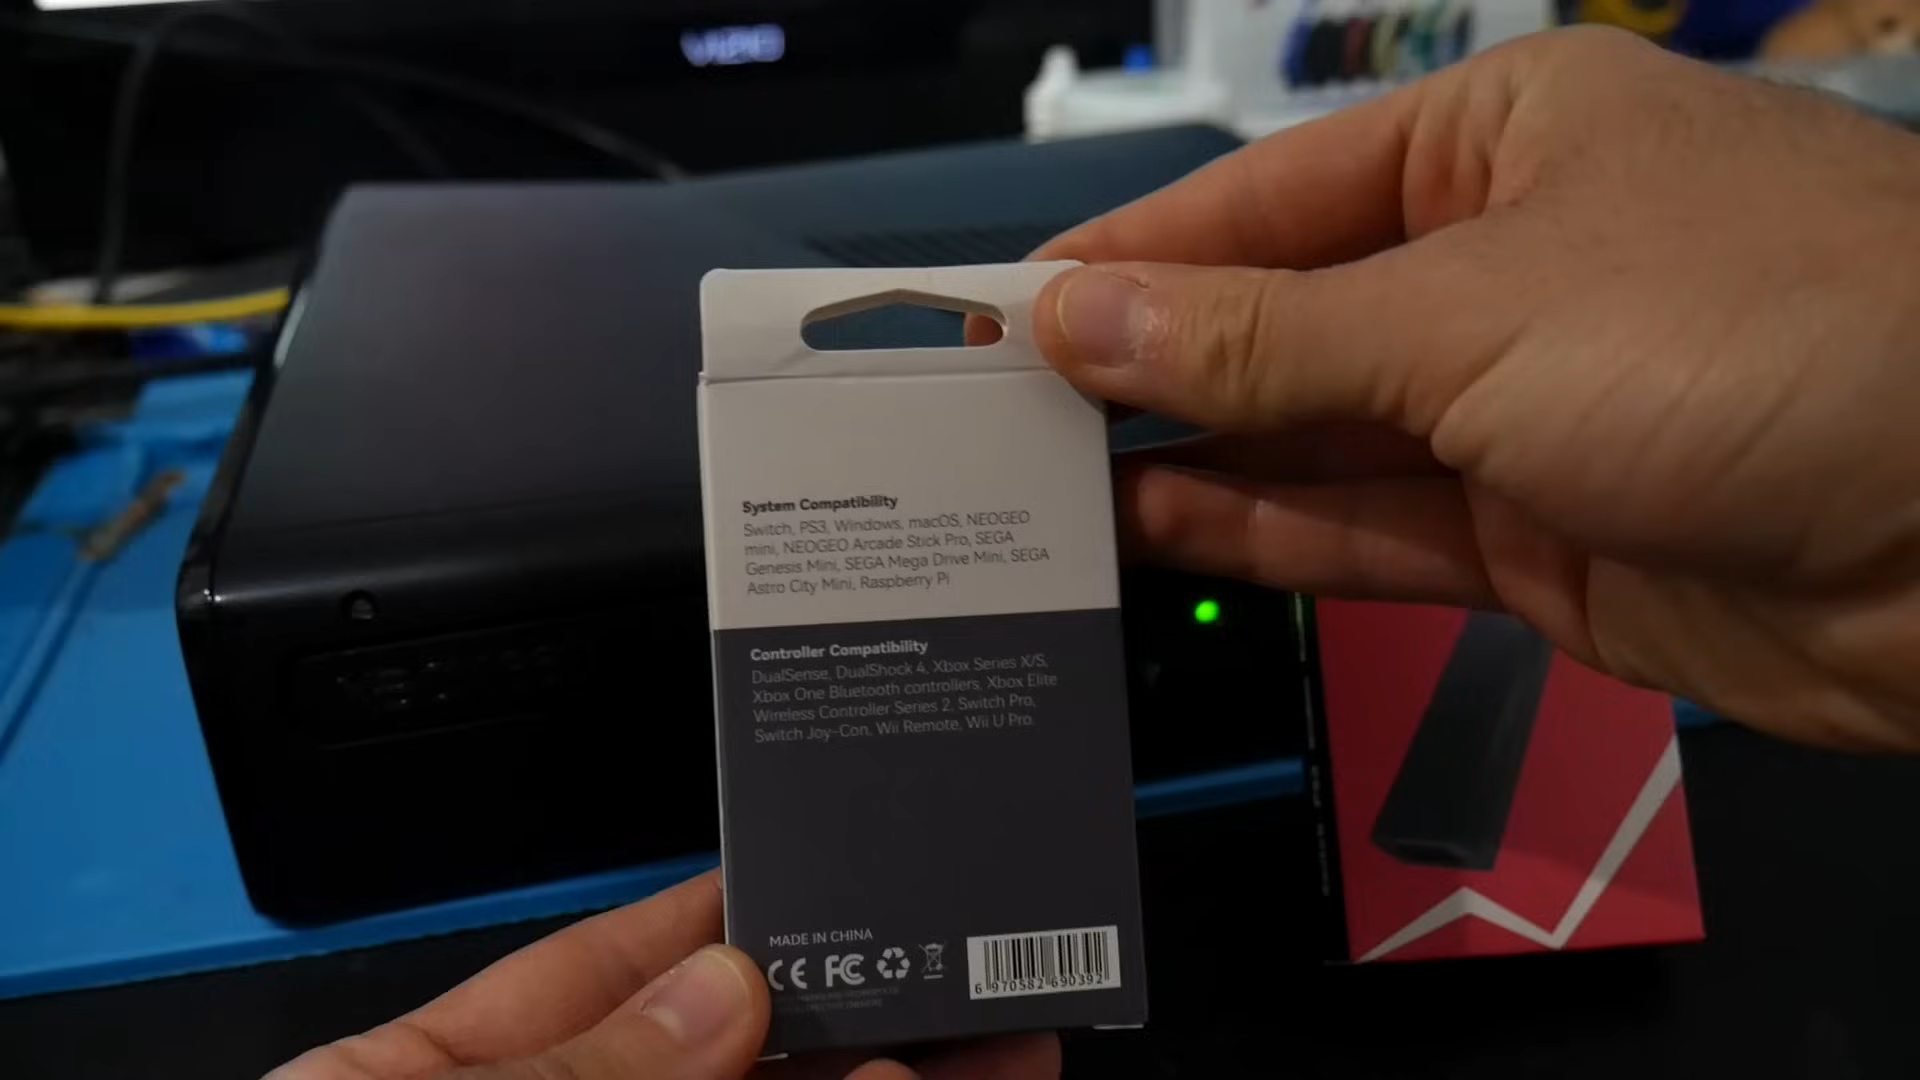 VIZIO
System Compatibility
Switch, PS3, Windows, macOS, NEOGEO
mini, NEOGEO Arcade Stick Pro, SEGA
Genesis Mini, SEGA Mega Drive Mini, SEGA
Astro City Mini, Raspberry Pi
Controller Compatibility
DualSense, DualShock 4, Xbox Series X/S,
Xbox One Bluetooth controllers, Xbox Elite
Wireless Controller Series 2, Switch Pro,
Switch Joy-Con, Wii Remote, Wii U Pro.
MADE IN CHINA
CE FC
6 970582 690392